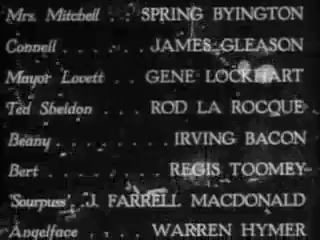 Mrs. Mitchell . . SPRING BYINGTON
Connell . . . . . JAMES GLEASON
Mayor Lovett . . GENE LOCKHART
Ted Sheldon . . . ROD LA ROCQUE
Beany . . . . . . . . IRVING BACON
Bert . . . . . . . . REGIS TOOMEY
'Sourpuss' . J. FARRELL MACDONALD
Angelface . . . WARREN HYMER